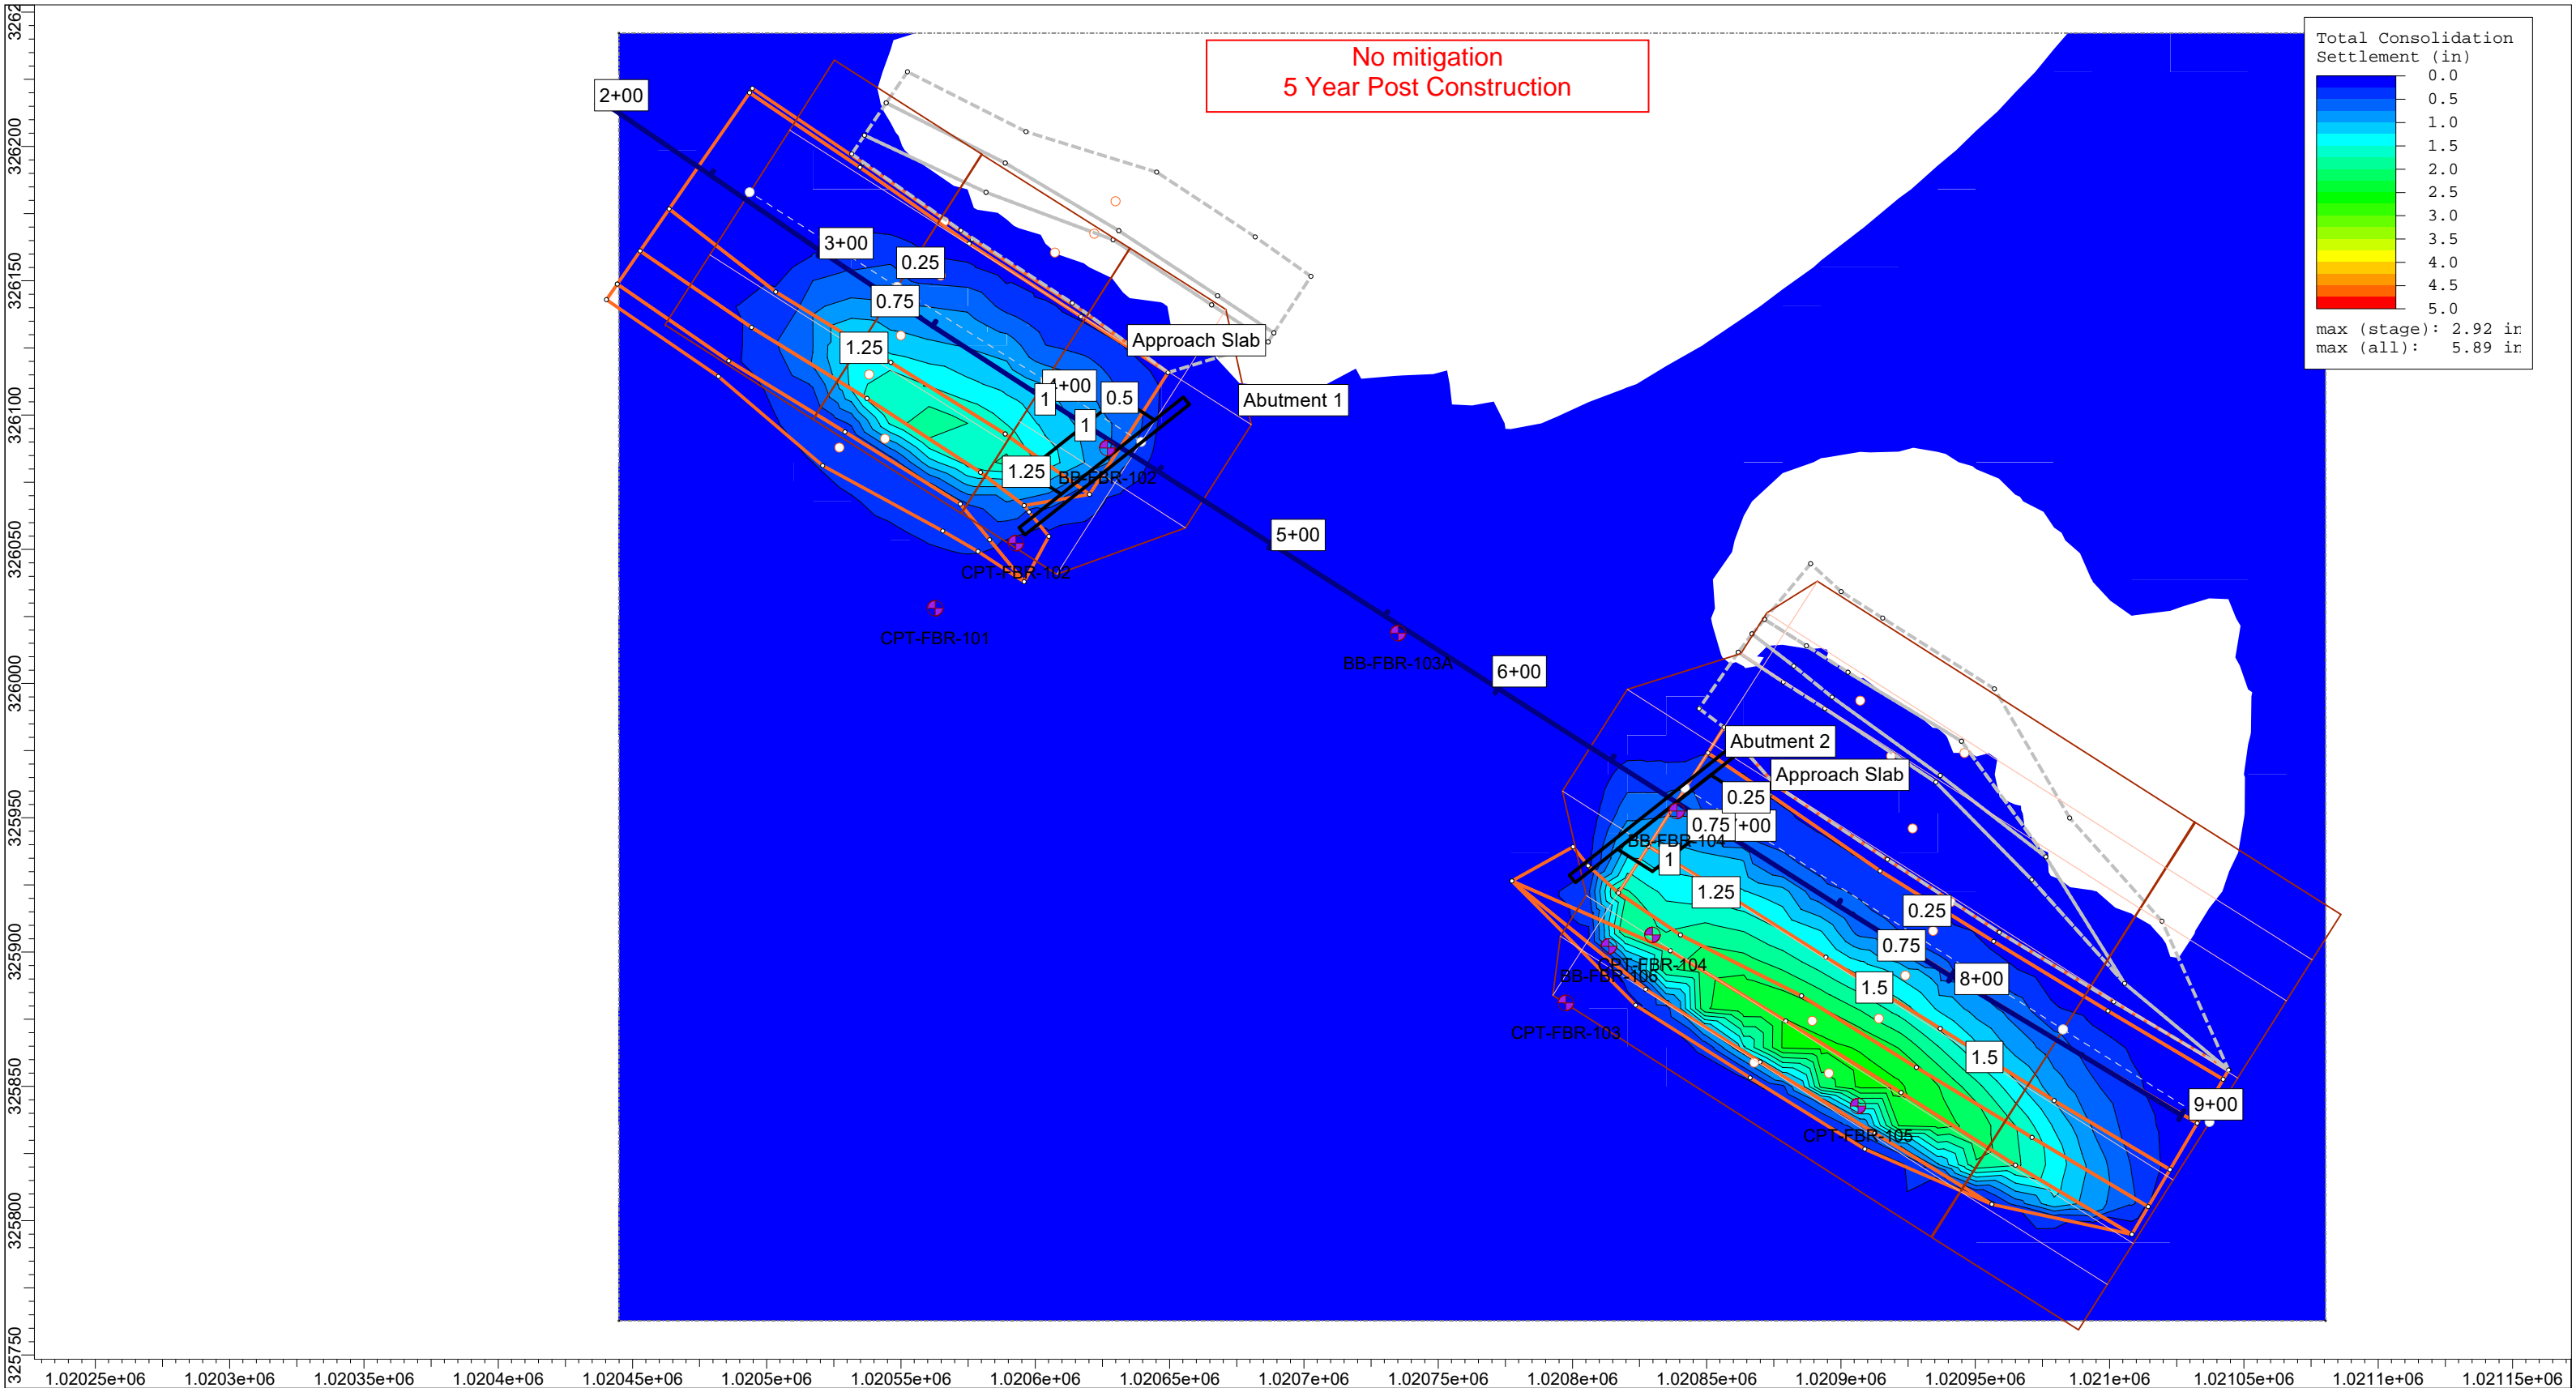 No mitigation
5 Year Post Construction
Total Consolidation
Settlement (in)
0.0
0.5
1.0
1.5
2.0
2.5
3.0
3.5
4.0
4.5
5.0
max (stage): 2.92 in
max (all): 5.89 in
2+00
3+00
0.25
0.75
1.25
Approach Slab
4+00
1
0.5
Abutment 1
1
1.25
BB-FBR-102
CPT-FBR-102
CPT-FBR-101
5+00
BB-FBR-103A
6+00
Abutment 2
Approach Slab
0.25
0.75
+00
BB-FBR-104
1
1.25
0.25
0.75
CPT-FBR-104
BB-FBR-106
8+00
1.5
CPT-FBR-103
1.5
9+00
CPT-FBR-105
326200
326150
326100
326050
326000
325950
325900
325850
325800
325750
1.02025e+06
1.0203e+06
1.02035e+06
1.0204e+06
1.02045e+06
1.0205e+06
1.02055e+06
1.0206e+06
1.02065e+06
1.0207e+06
1.02075e+06
1.0208e+06
1.02085e+06
1.0209e+06
1.02095e+06
1.021e+06
1.02105e+06
1.0211e+06
1.02115e+06